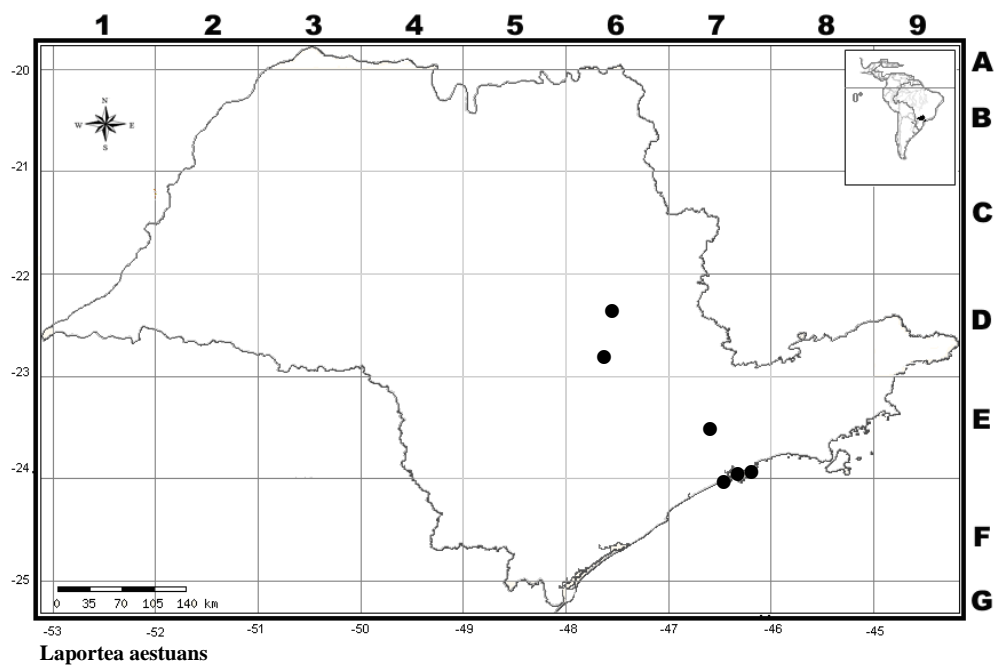 1 2 3 4 5 6 7 8 9
A
B
C
D
E
F
G
-20
-21
-22
-23
-24
-25
N
W E
S
0°
0 35 70 105 140 km
-53 -52 -51 -50 -49 -48 -47 -46 -45
Laportea aestuans